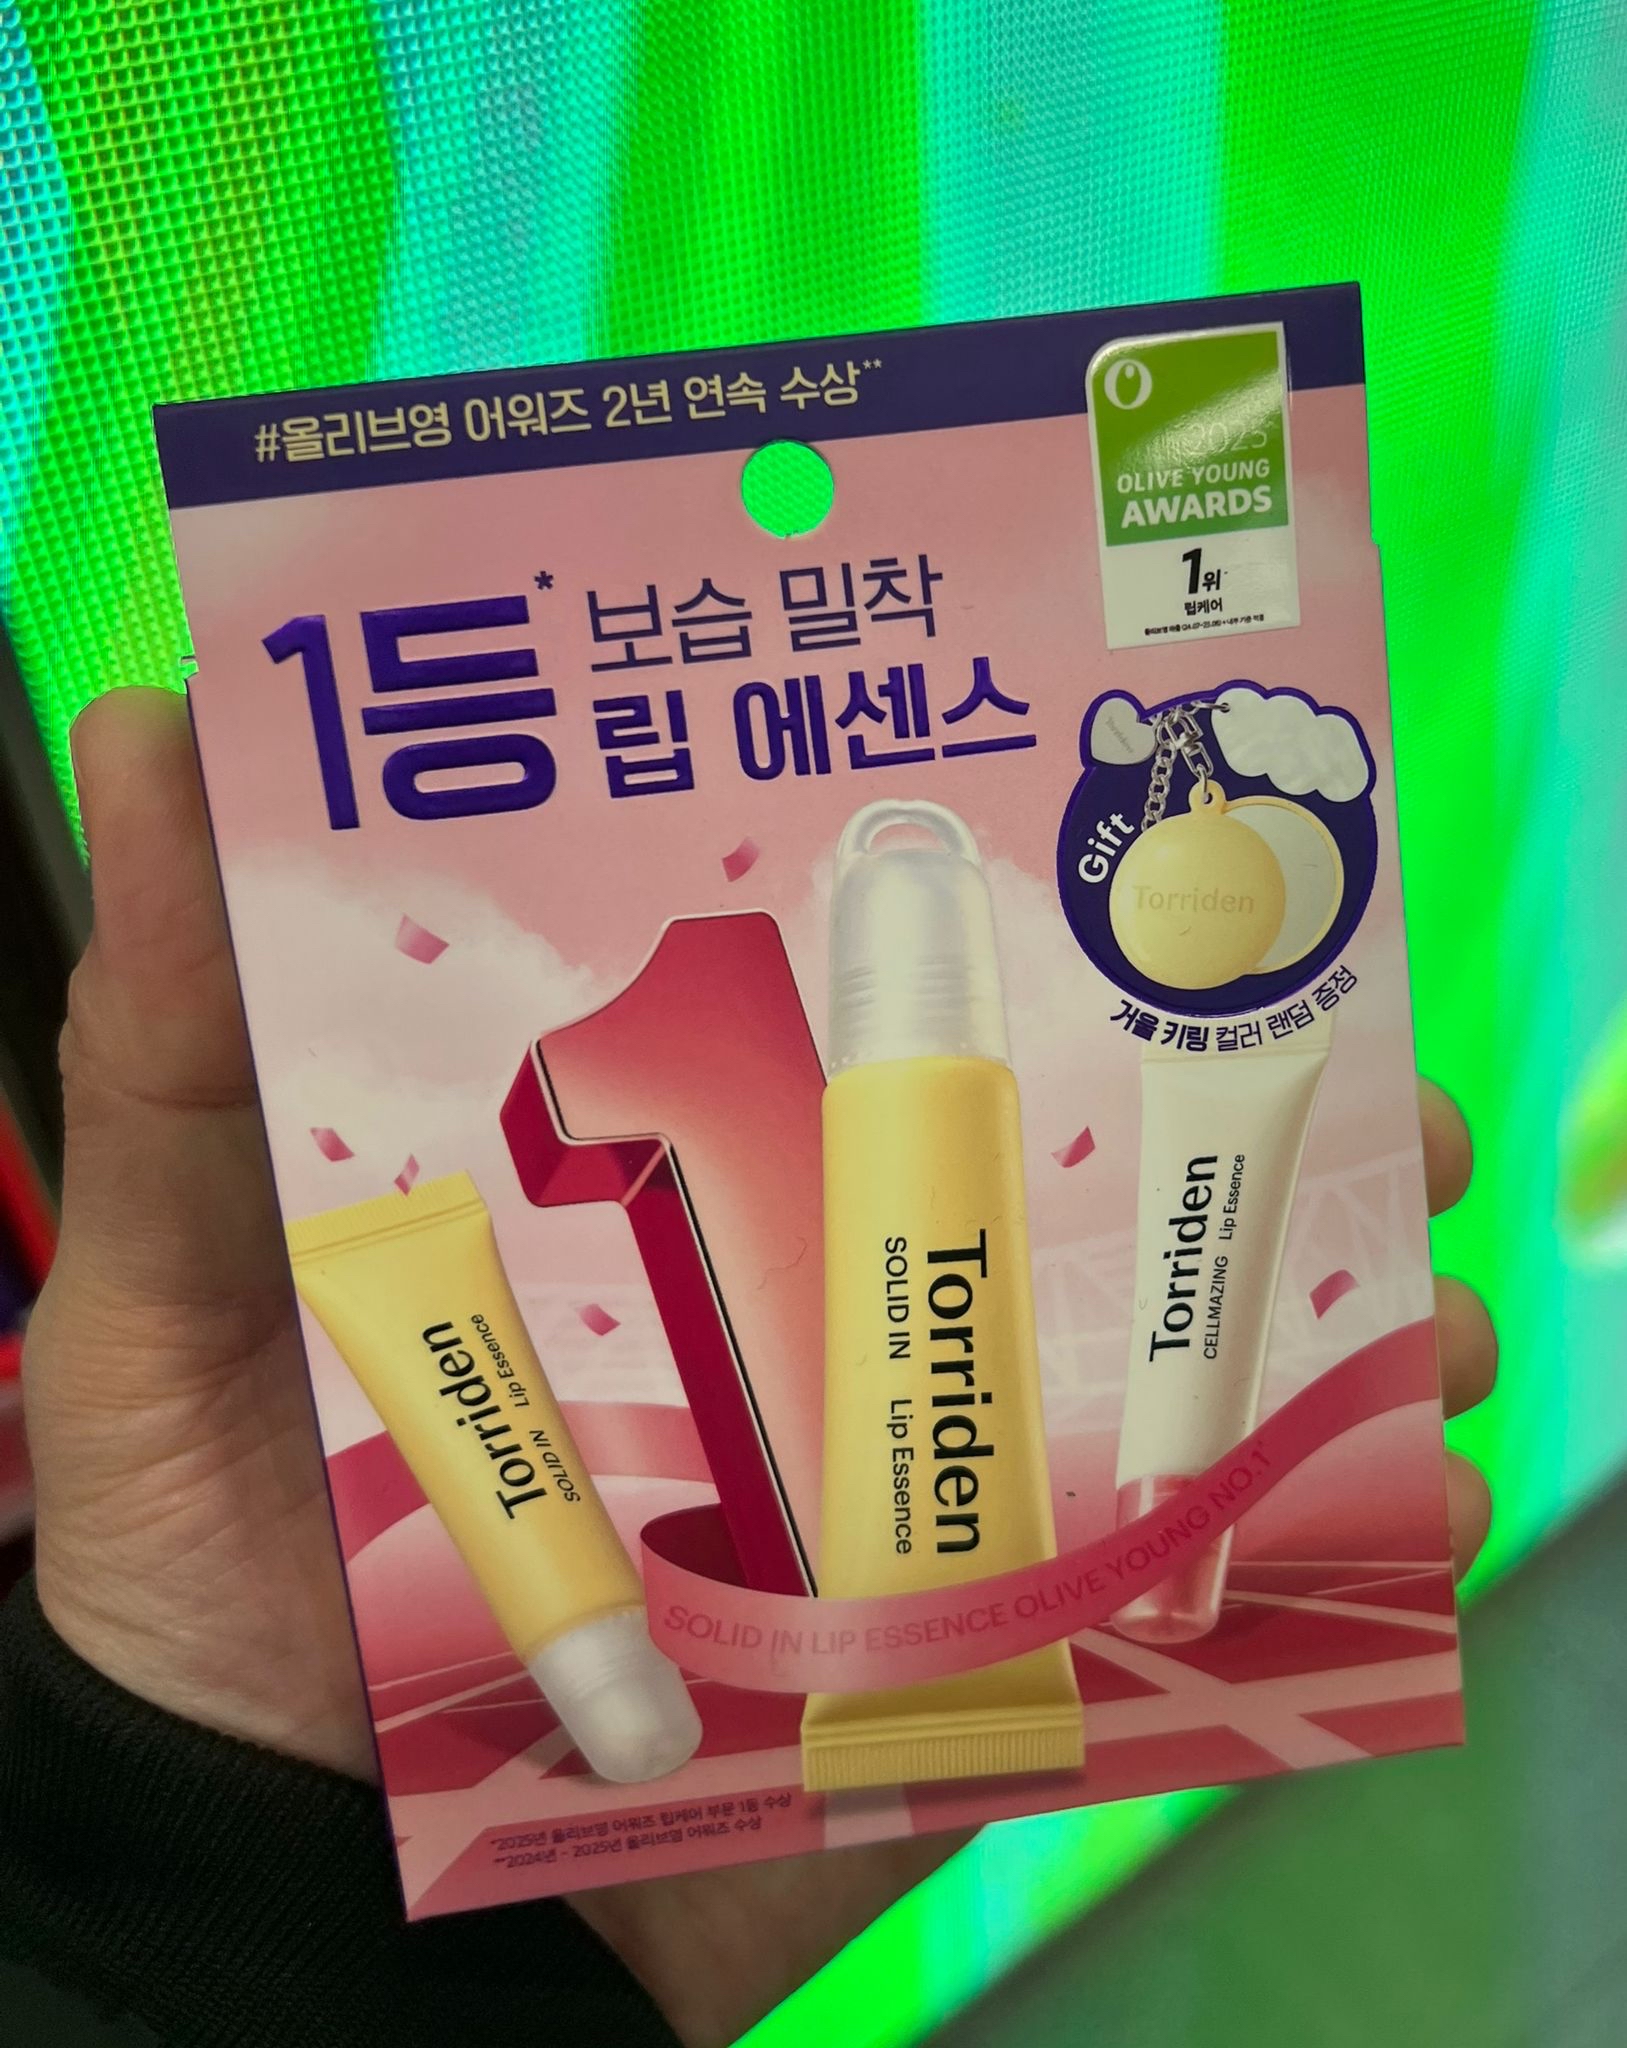 #올리브영 어워즈 2년 연속 수상**
2025
OLIVE YOUNG
AWARDS
1위
립케어
1등* 보습 밀착
립 에센스
Gift
Torriden
거울 키링 컬러 랜덤 증정
Torriden
SOLID IN Lip Essence
Torriden
SOLID IN Lip Essence
Torriden
CELLMAZING Lip Essence
SOLID IN LIP ESSENCE OLIVE YOUNG NO.1*
*2025년 올리브영 어워즈 립케어 부문 1등 수상
**2024년 - 2025년 올리브영 어워즈 수상